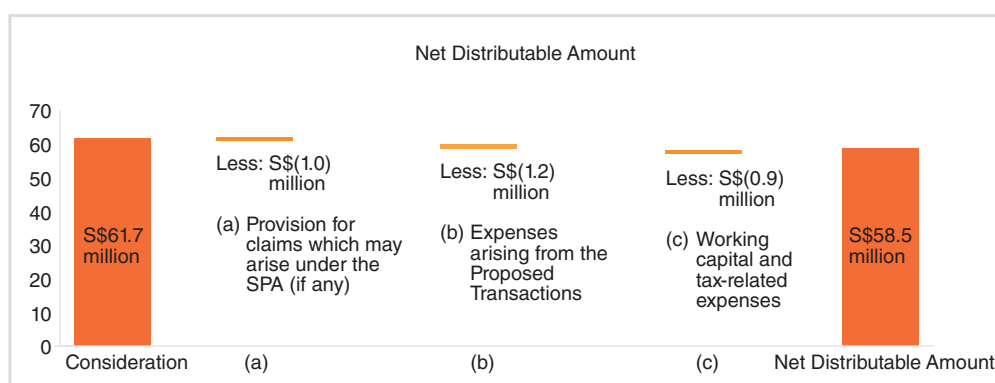 Net Distributable Amount
70
60
50
40
30
20
10
0
S$61.7
million
Less: S$(1.0)
million
(a) Provision for
claims which may
arise under the
SPA (if any)
Less: S$(1.2)
million
(b) Expenses
arising from the
Proposed
Transactions
Less: S$(0.9)
million
(c) Working
capital and
tax-related
expenses
S$58.5
million
Consideration
(a)
(b)
(c)
Net Distributable Amount